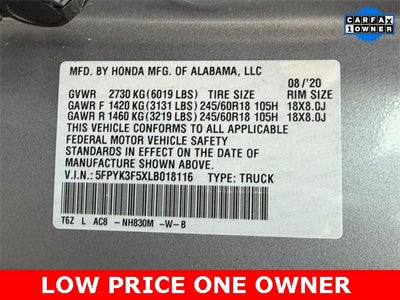 CARFAX
1 OWNER
MFD. BY HONDA MFG. OF ALABAMA, LLC
08/'20
GVWR 2730 KG(6019 LBS) TIRE SIZE RIM SIZE
GAWR F 1420 KG(3131 LBS) 245/60R18 105H 18X8.0J
GAWR R 1460 KG(3219 LBS) 245/60R18 105H 18X8.0J
THIS VEHICLE CONFORMS TO ALL APPLICABLE
FEDERAL MOTOR VEHICLE SAFETY
STANDARDS IN EFFECT ON THE DATE OF
MANUFACTURE SHOWN ABOVE.
V.I.N.: 5FPYK3F5XLB018116 TYPE: TRUCK
T6Z L AC8 -NH830M -W-B
LOW PRICE ONE OWNER